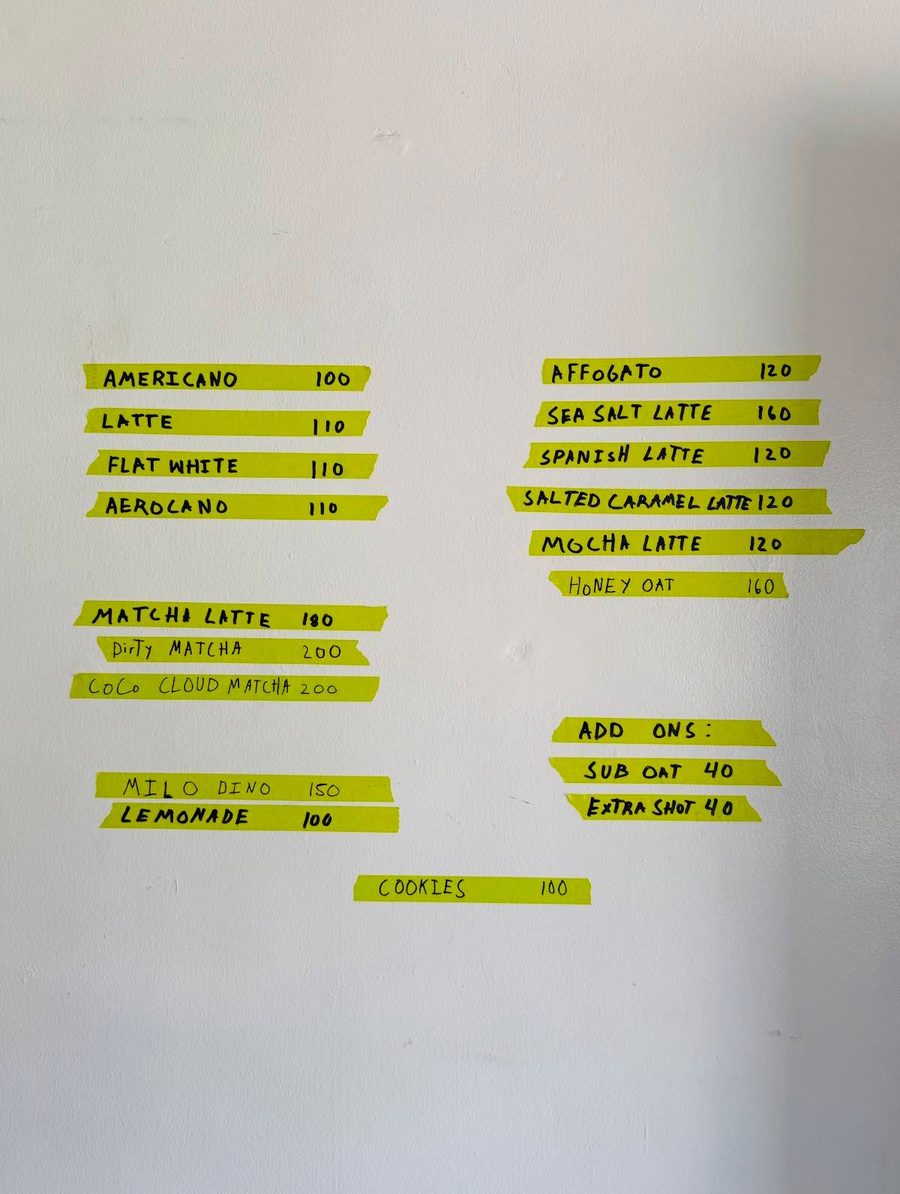 AMERICANO 100
LATTE 110
FLAT WHITE 110
AEROCANO 110
MATCHA LATTE 180
DirTy MATCHA 200
COCO CLOUD MATCHA 200
MILO DINO 150
LEMONADE 100
AFFOGATO 120
SEA SALT LATTE 160
SPANISH LATTE 120
SALTED CARAMEL LATTE 120
MOCHA LATTE 120
HONEY OAT 160
ADD ONS:
SUB OAT 40
EXTRA SHOT 40
COOKIES 100